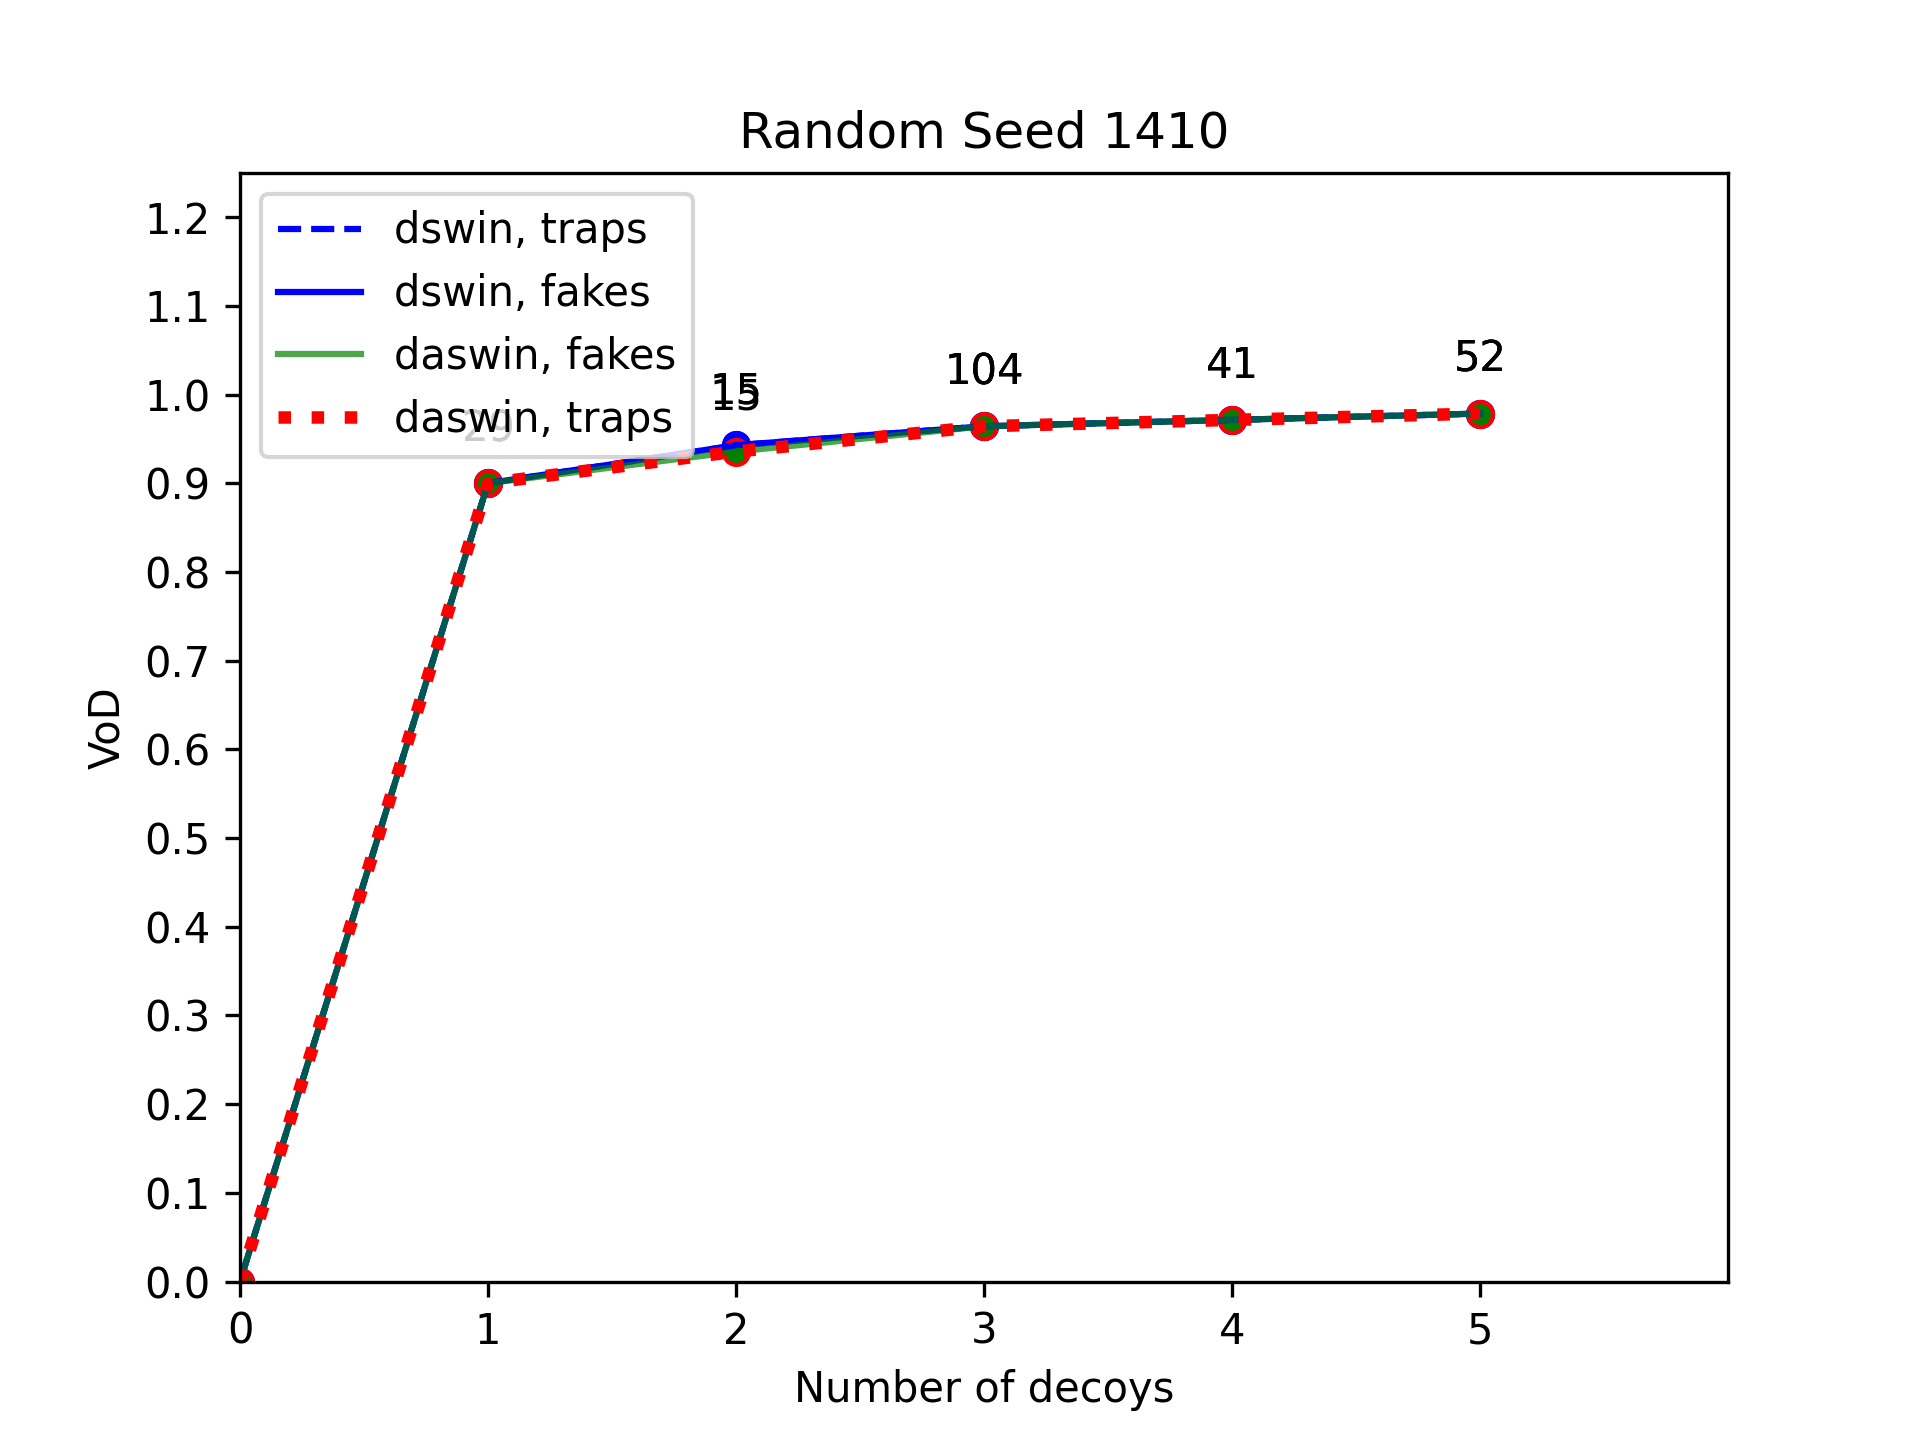 Random Seed 1410
dswin, traps
dswin, fakes
daswin, fakes
daswin, traps
29
15
104
41
52
1.2
1.1
1.0
0.9
0.8
0.7
0.6
0.5
0.4
0.3
0.2
0.1
0.0
VoD
0 1 2 3 4 5
Number of decoys